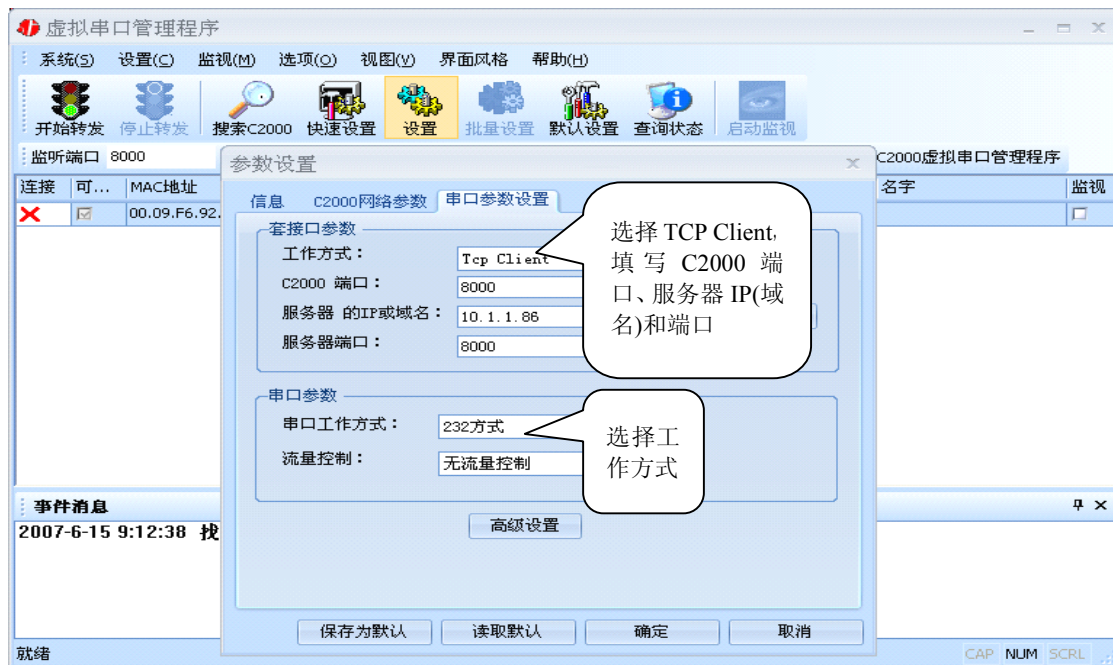 虚拟串口管理程序
系统(S) 设置(C) 监视(M) 选项(O) 视图(V) 界面风格 帮助(H)
开始转发 停止转发 搜索C2000 快速设置 设置 批量设置 默认设置 查询状态 启动监视
监听端口 8000
C2000虚拟串口管理程序
连接 可... MAC地址 名字 监视
00.09.F6.92.
参数设置
信息 C2000网络参数 串口参数设置
套接口参数
工作方式： Tcp Client
C2000 端口： 8000
服务器 的IP或域名： 10.1.1.86
服务器端口： 8000
选择 TCP Client,
填写 C2000 端
口、服务器 IP(域
名)和端口
串口参数
串口工作方式： 232方式
流量控制： 无流量控制
选择工
作方式
高级设置
保存为默认 读取默认 确定 取消
事件消息
2007-6-15 9:12:38 找
就绪 CAP NUM SCRL